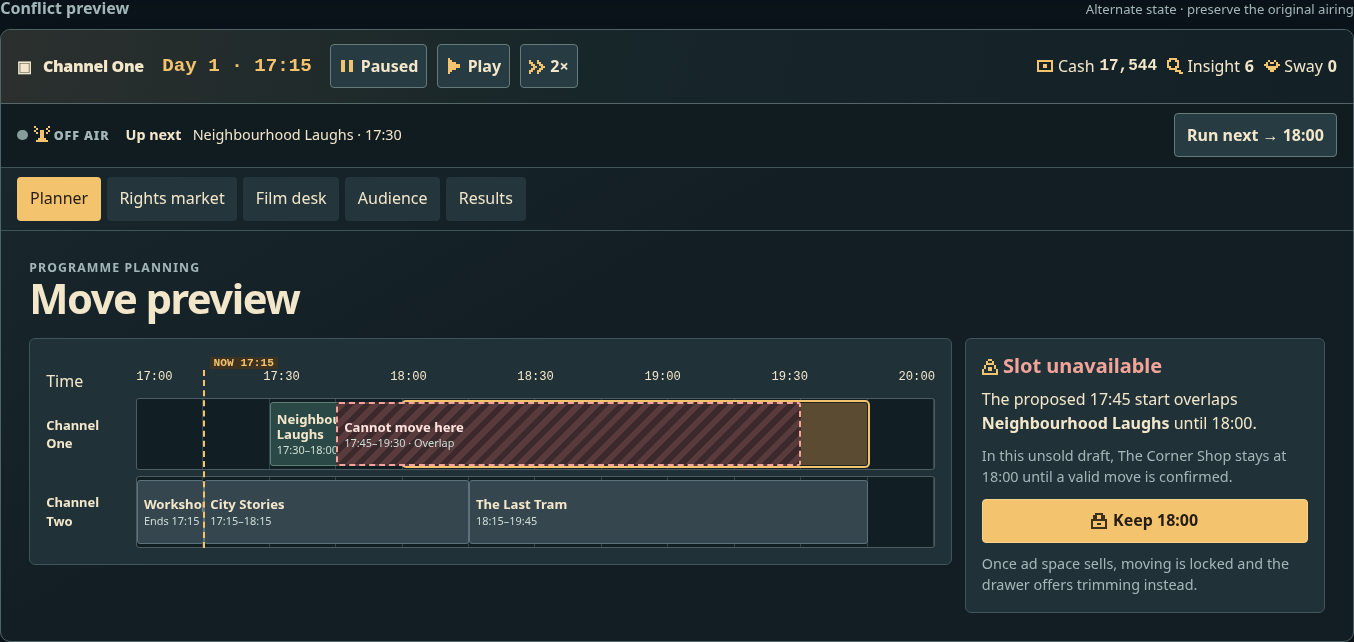 Conflict preview
Alternate state · preserve the original airing
Channel One Day 1 · 17:15 Paused Play 2× Cash 17,544 Insight 6 Sway 0
OFF AIR Up next Neighbourhood Laughs · 17:30 Run next → 18:00
Planner Rights market Film desk Audience Results
PROGRAMME PLANNING
Move preview
NOW 17:15
Time 17:00 17:30 18:00 18:30 19:00 19:30 20:00
Channel
One
Neighbou
Laughs
17:30–18:00
Cannot move here
17:45–19:30 · Overlap
Channel
Two
Worksho
Ends 17:15
City Stories
17:15–18:15
The Last Tram
18:15–19:45
Slot unavailable
The proposed 17:45 start overlaps
Neighbourhood Laughs until 18:00.
In this unsold draft, The Corner Shop stays at
18:00 until a valid move is confirmed.
Keep 18:00
Once ad space sells, moving is locked and the
drawer offers trimming instead.